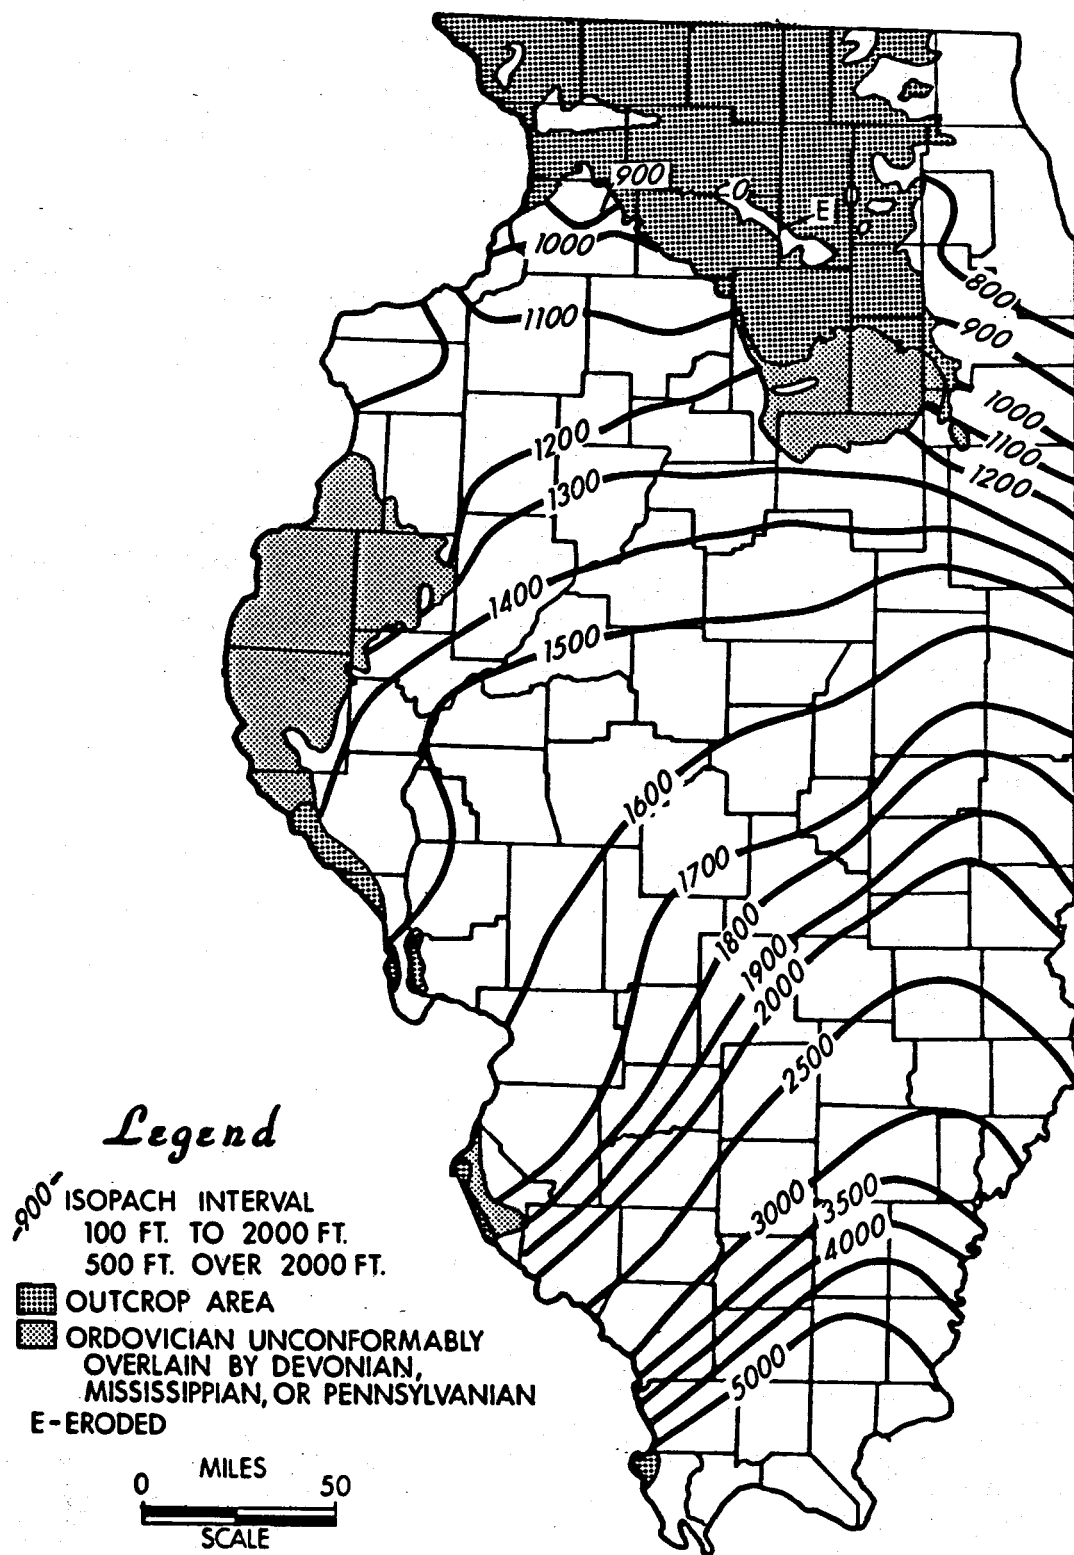 900
O
E
1000
1100
800
900
1000
1100
1200
1200
1300
1400
1500
1600
1700
1800
1900
2000
2500
3000
3500
4000
5000
Legend
-900- ISOPACH INTERVAL
100 FT. TO 2000 FT.
500 FT. OVER 2000 FT.
OUTCROP AREA
ORDOVICIAN UNCONFORMABLY
OVERLAIN BY DEVONIAN,
MISSISSIPPIAN, OR PENNSYLVANIAN
E-ERODED
MILES
0 50
SCALE